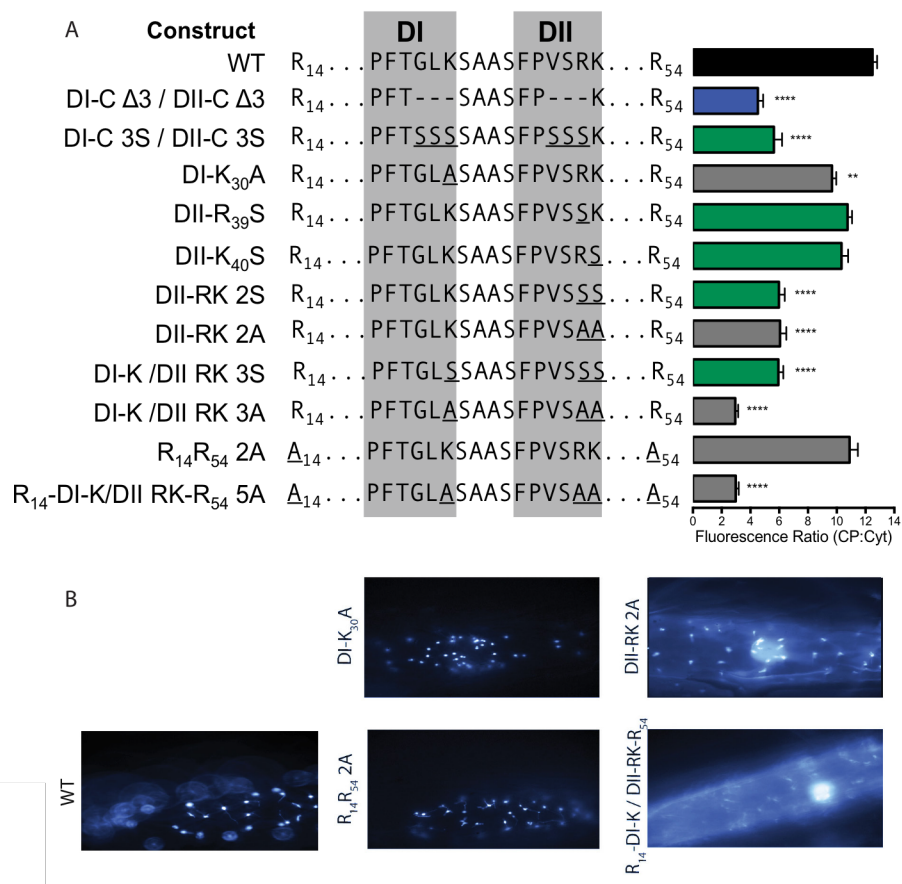 A Construct DI DII
WT R14...PFTGLKSAASFPVSRK...R54
DI-C Δ3 / DII-C Δ3 R14...PFT---SAASFP---K...R54 ****
DI-C 3S / DII-C 3S R14...PFTSSSSAASFPSSSK...R54 ****
DI-K30A R14...PFTGLASAASFPVSRK...R54 **
DII-R39S R14...PFTGLKSAASFPVSSK...R54
DII-K40S R14...PFTGLKSAASFPVSRS...R54
DII-RK 2S R14...PFTGLKSAASFPVSSS...R54 ****
DII-RK 2A R14...PFTGLKSAASFPVSAA...R54 ****
DI-K /DII RK 3S R14...PFTGLSSAASFPVSSS...R54 ****
DI-K /DII RK 3A R14...PFTGLASAASFPVSAA...R54 ****
R14R54 2A A14...PFTGLKSAASFPVSRK...A54
R14-DI-K/DII RK-R54 5A A14...PFTGLASAASFPVSAA...A54 ****
0 2 4 6 8 10 12 14
Fluorescence Ratio (CP:Cyt)
B
DI-K30A
DII-RK 2A
WT
R14R54 2A
R14-DI-K / DII-RK-R54